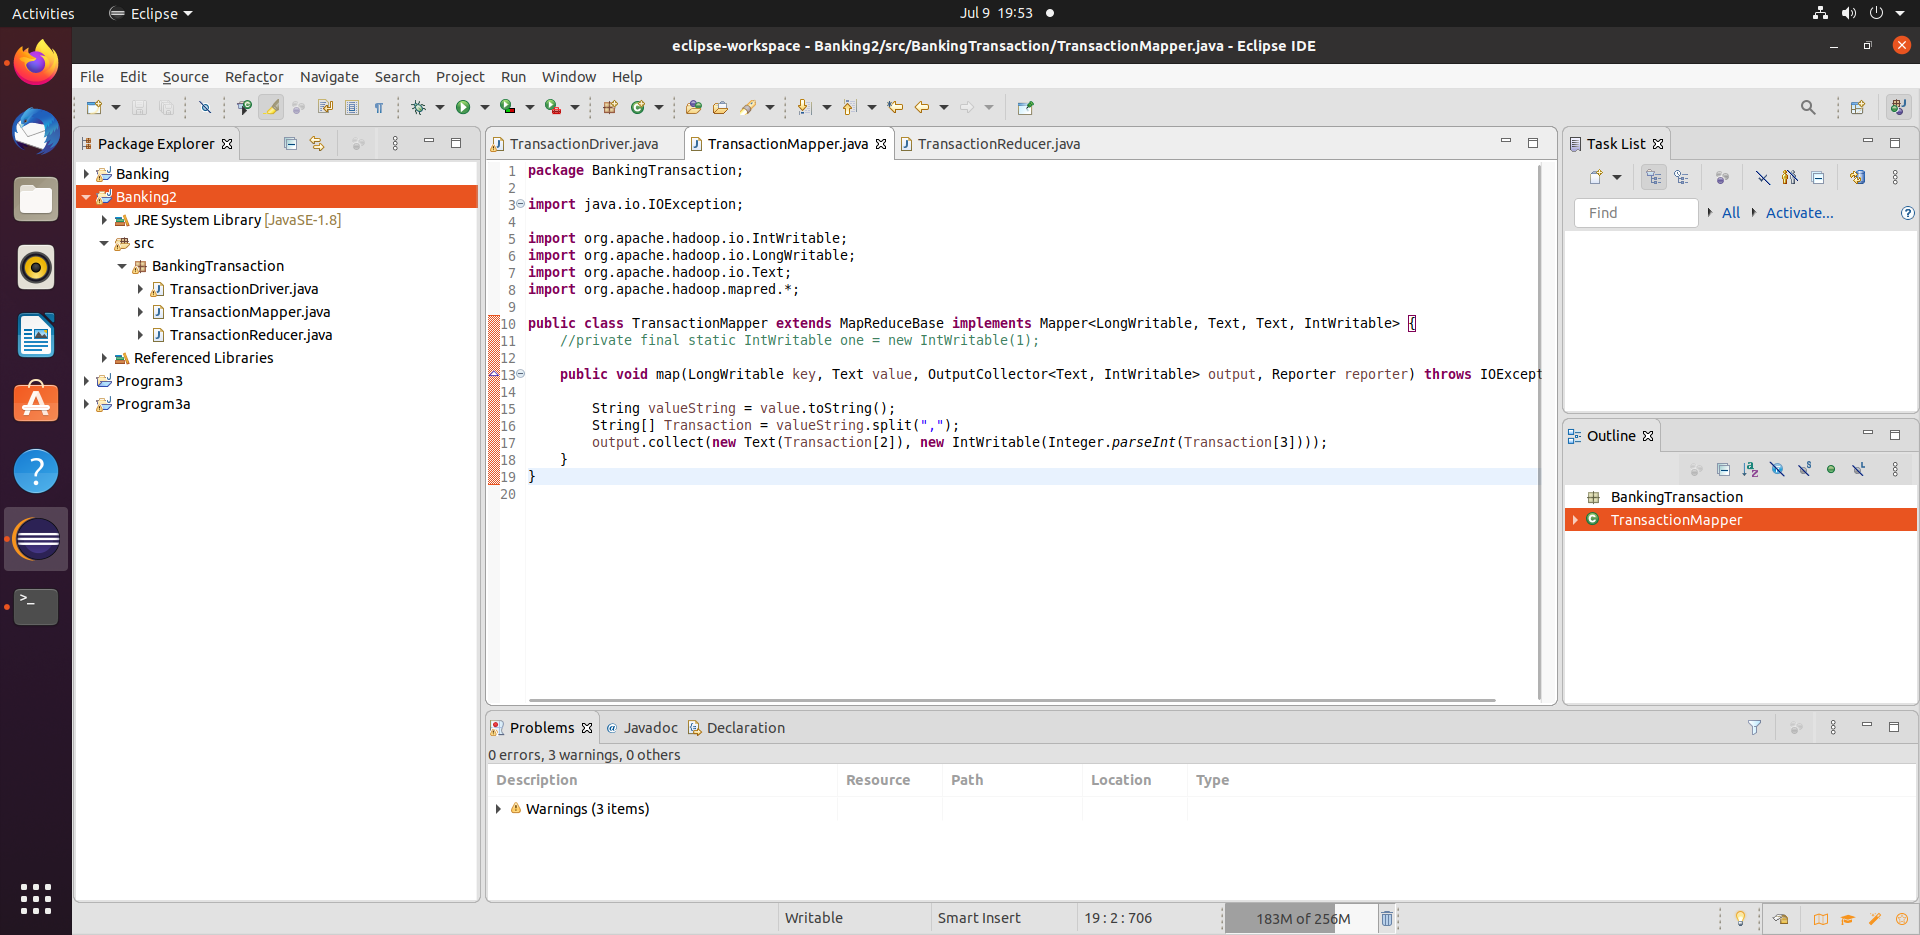 Activities
Eclipse
Jul 9 19:53
eclipse-workspace - Banking2/src/BankingTransaction/TransactionMapper.java - Eclipse IDE
File Edit Source Refactor Navigate Search Project Run Window Help
Package Explorer
Banking
Banking2
JRE System Library [JavaSE-1.8]
src
BankingTransaction
TransactionDriver.java
TransactionMapper.java
TransactionReducer.java
Referenced Libraries
Program3
Program3a
TransactionDriver.java
TransactionMapper.java
TransactionReducer.java
1 package BankingTransaction;
2
3 import java.io.IOException;
4
5 import org.apache.hadoop.io.IntWritable;
6 import org.apache.hadoop.io.LongWritable;
7 import org.apache.hadoop.io.Text;
8 import org.apache.hadoop.mapred.*;
9
10 public class TransactionMapper extends MapReduceBase implements Mapper<LongWritable, Text, Text, IntWritable> {
11 //private final static IntWritable one = new IntWritable(1);
12
13 public void map(LongWritable key, Text value, OutputCollector<Text, IntWritable> output, Reporter reporter) throws IOExcept
14
15 String valueString = value.toString();
16 String[] Transaction = valueString.split(",");
17 output.collect(new Text(Transaction[2]), new IntWritable(Integer.parseInt(Transaction[3])));
18 }
19 }
20
Task List
Find
All
Activate...
Outline
BankingTransaction
TransactionMapper
Problems
Javadoc
Declaration
0 errors, 3 warnings, 0 others
Description Resource Path Location Type
Warnings (3 items)
Writable
Smart Insert
19 : 2 : 706
183M of 256M